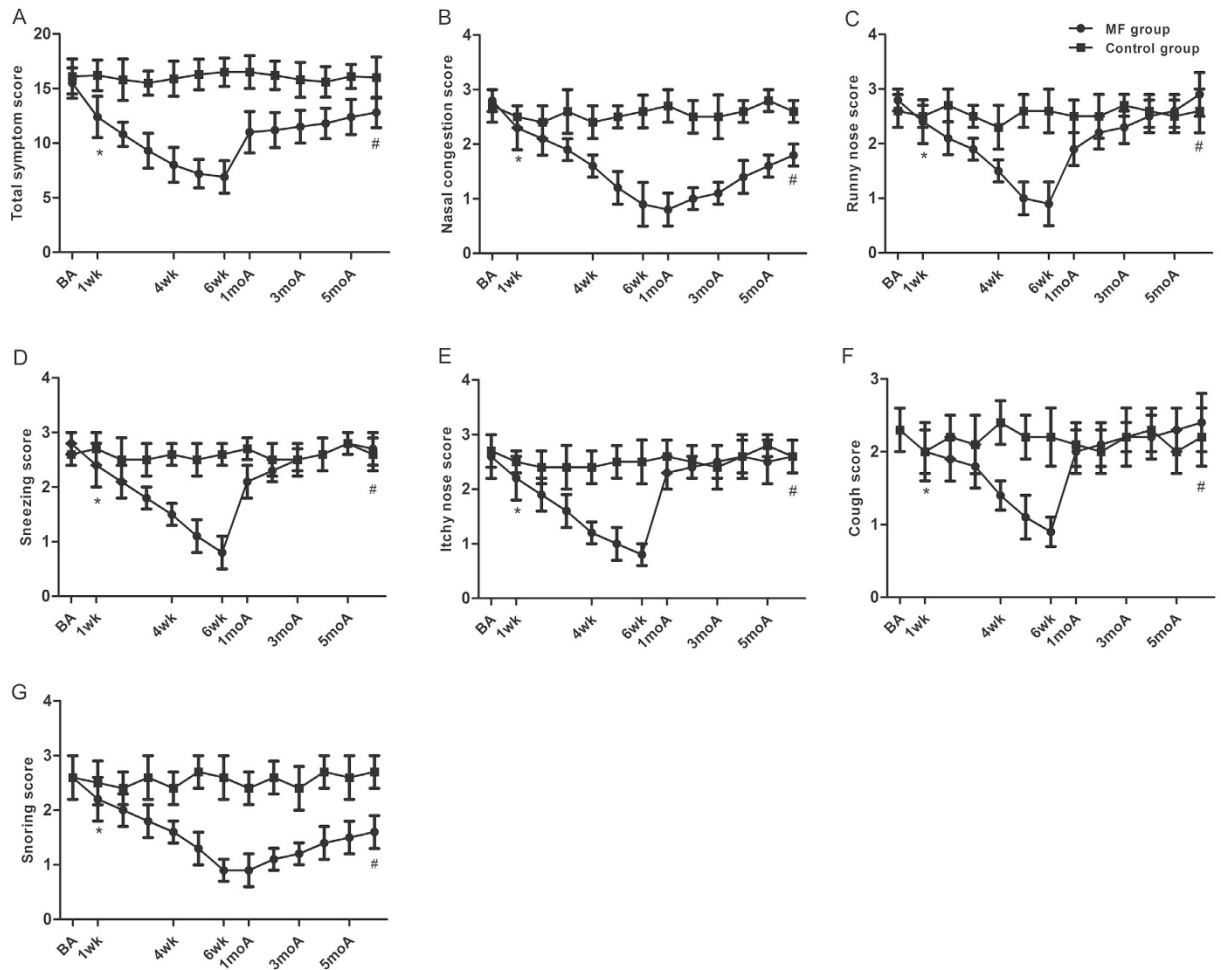 A
Total symptom score
20
15
10
5
0
*
#
BA
1wk
4wk
6wk
1moA
3moA
5moA
B
Nasal congestion score
4
3
2
1
0
*
#
BA
1wk
4wk
6wk
1moA
3moA
5moA
C
MF group
Control group
Runny nose score
4
3
2
1
0
*
#
BA
1wk
4wk
6wk
1moA
3moA
5moA
D
Sneezing score
4
3
2
1
0
*
#
BA
1wk
4wk
6wk
1moA
3moA
5moA
E
Itchy nose score
4
3
2
1
0
*
#
BA
1wk
4wk
6wk
1moA
3moA
5moA
F
Cough score
3
2
1
0
*
#
BA
1wk
4wk
6wk
1moA
3moA
5moA
G
Snoring score
4
3
2
1
0
*
#
BA
1wk
4wk
6wk
1moA
3moA
5moA